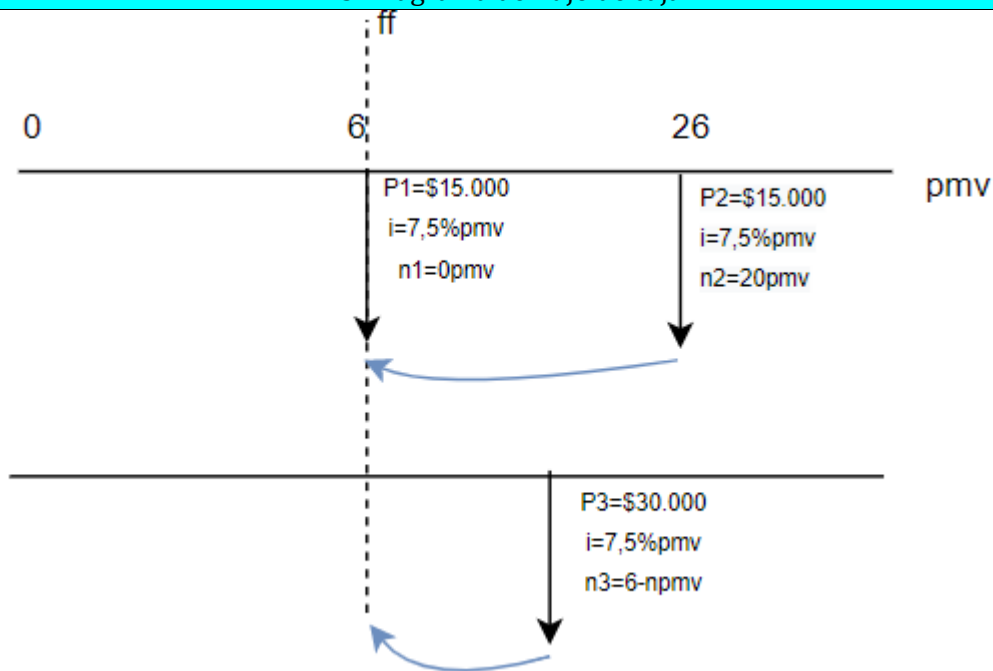 ff
0 6 26
pmv
P1=$15.000
i=7,5%pmv
n1=0pmv
P2=$15.000
i=7,5%pmv
n2=20pmv
P3=$30.000
i=7,5%pmv
n3=6-npmv